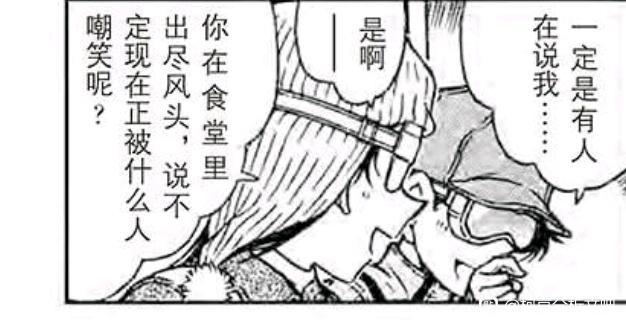 一定是有人
在说我……
是啊
——
你在食堂里
出尽风头，说不
定现在正被什么人
嘲笑呢？